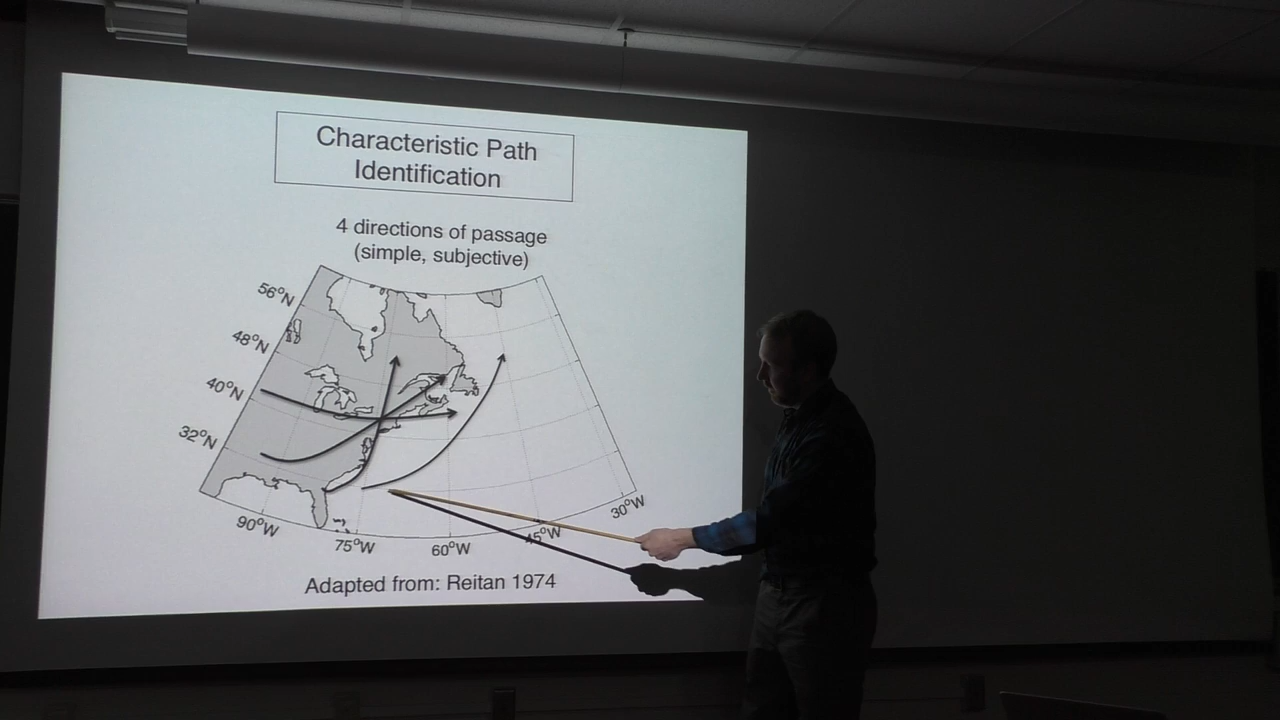 Characteristic Path
Identification
4 directions of passage
(simple, subjective)
56°N
48°N
40°N
32°N
90°W
75°W
60°W
45°W
30°W
Adapted from: Reitan 1974